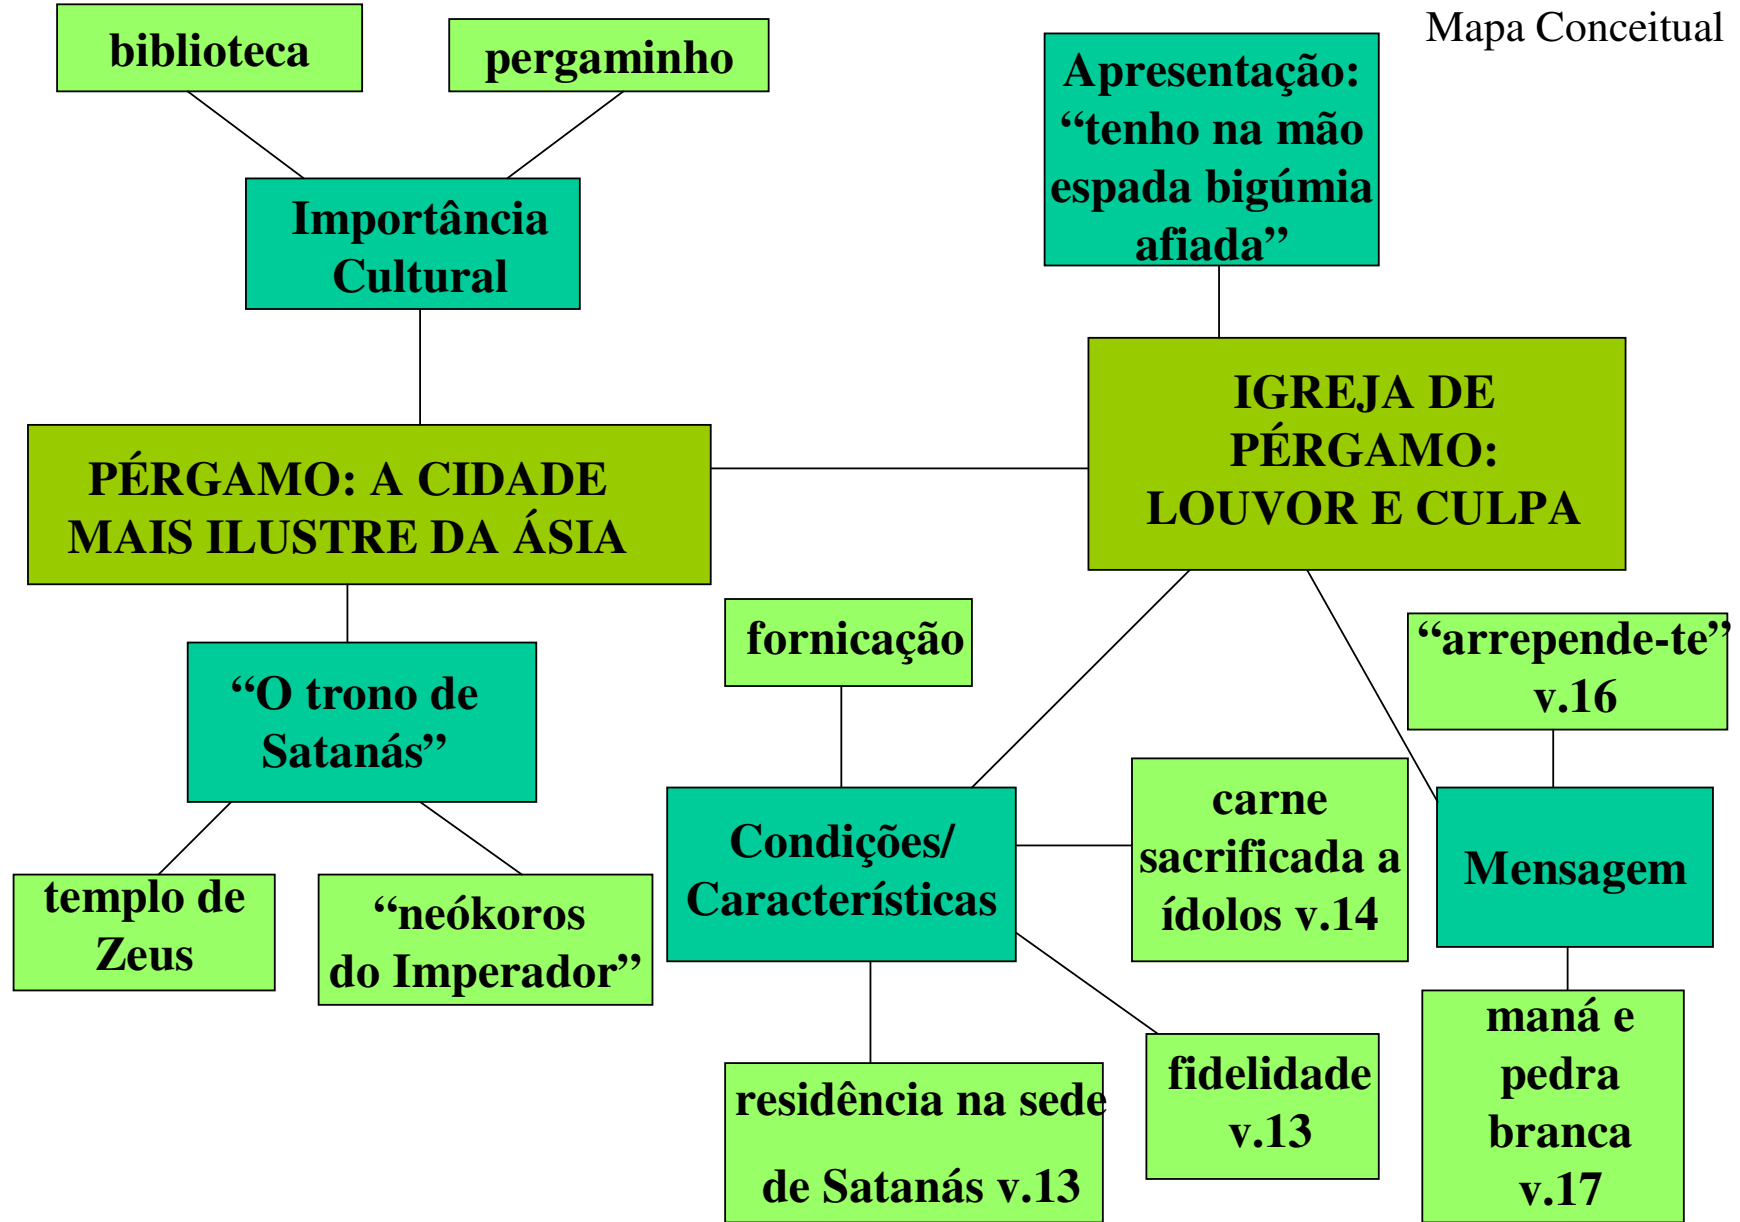 Mapa Conceitual
biblioteca
pergaminho
Importância
Cultural
Apresentação:
“tenho na mão
espada bigúmia
afiada”
PÉRGAMO: A CIDADE
MAIS ILUSTRE DA ÁSIA
IGREJA DE
PÉRGAMO:
LOUVOR E CULPA
“O trono de
Satanás”
templo de
Zeus
“neókoros
do Imperador”
fornicação
Condições/
Características
carne
sacrificada a
ídolos v.14
residência na sede
de Satanás v.13
fidelidade
v.13
“arrepende-te”
v.16
Mensagem
maná e
pedra
branca
v.17